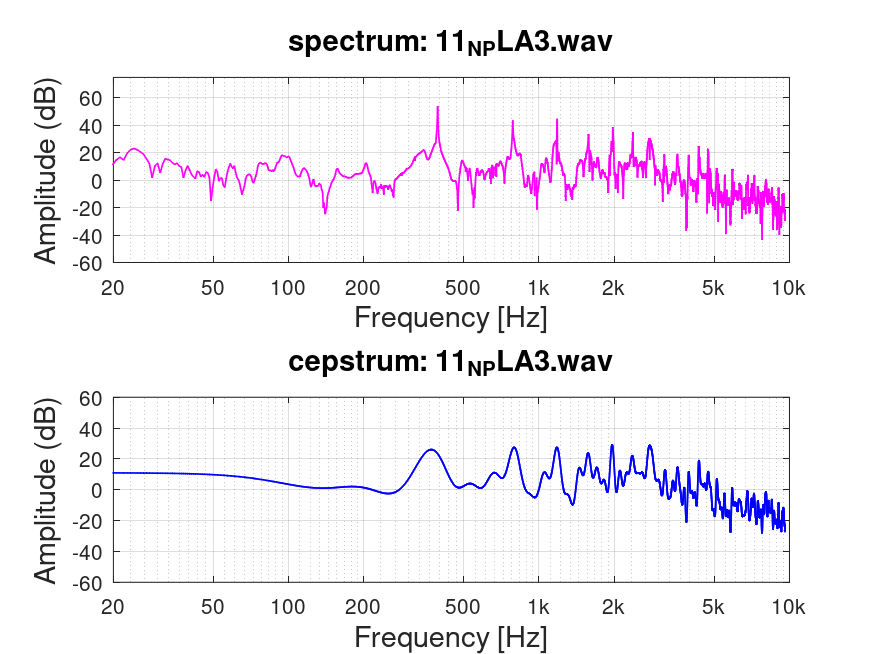 spectrum: 11NPLA3.wav
Amplitude (dB)
60
40
20
0
-20
-40
-60
20 50 100 200 500 1k 2k 5k 10k
Frequency [Hz]
cepstrum: 11NPLA3.wav
Amplitude (dB)
60
40
20
0
-20
-40
-60
20 50 100 200 500 1k 2k 5k 10k
Frequency [Hz]